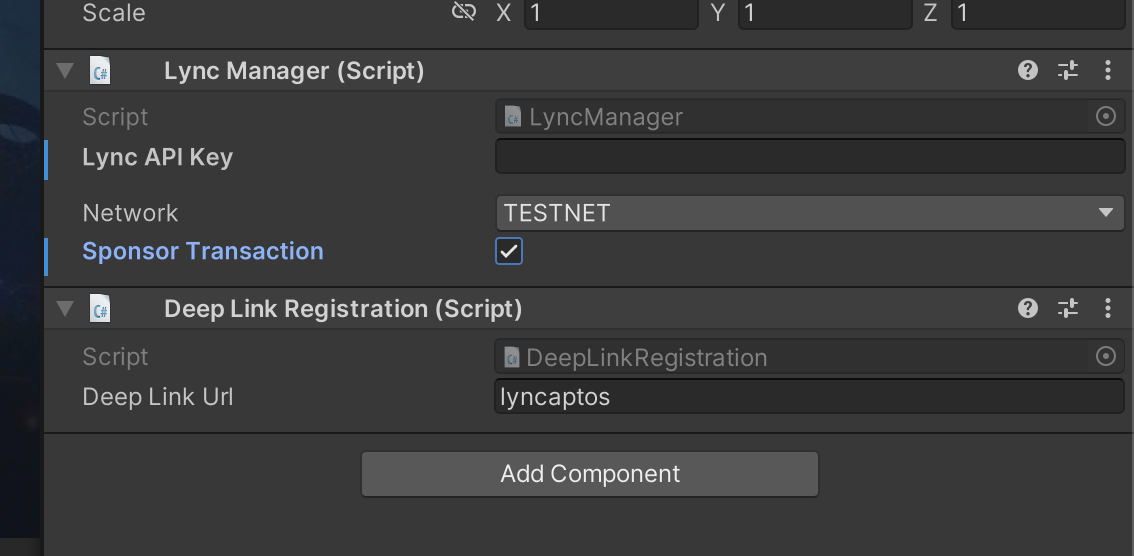 Scale X 1 Y 1 Z 1
Lync Manager (Script)
Script LyncManager
Lync API Key
Network TESTNET
Sponsor Transaction
Deep Link Registration (Script)
Script DeepLinkRegistration
Deep Link Url lyncaptos
Add Component